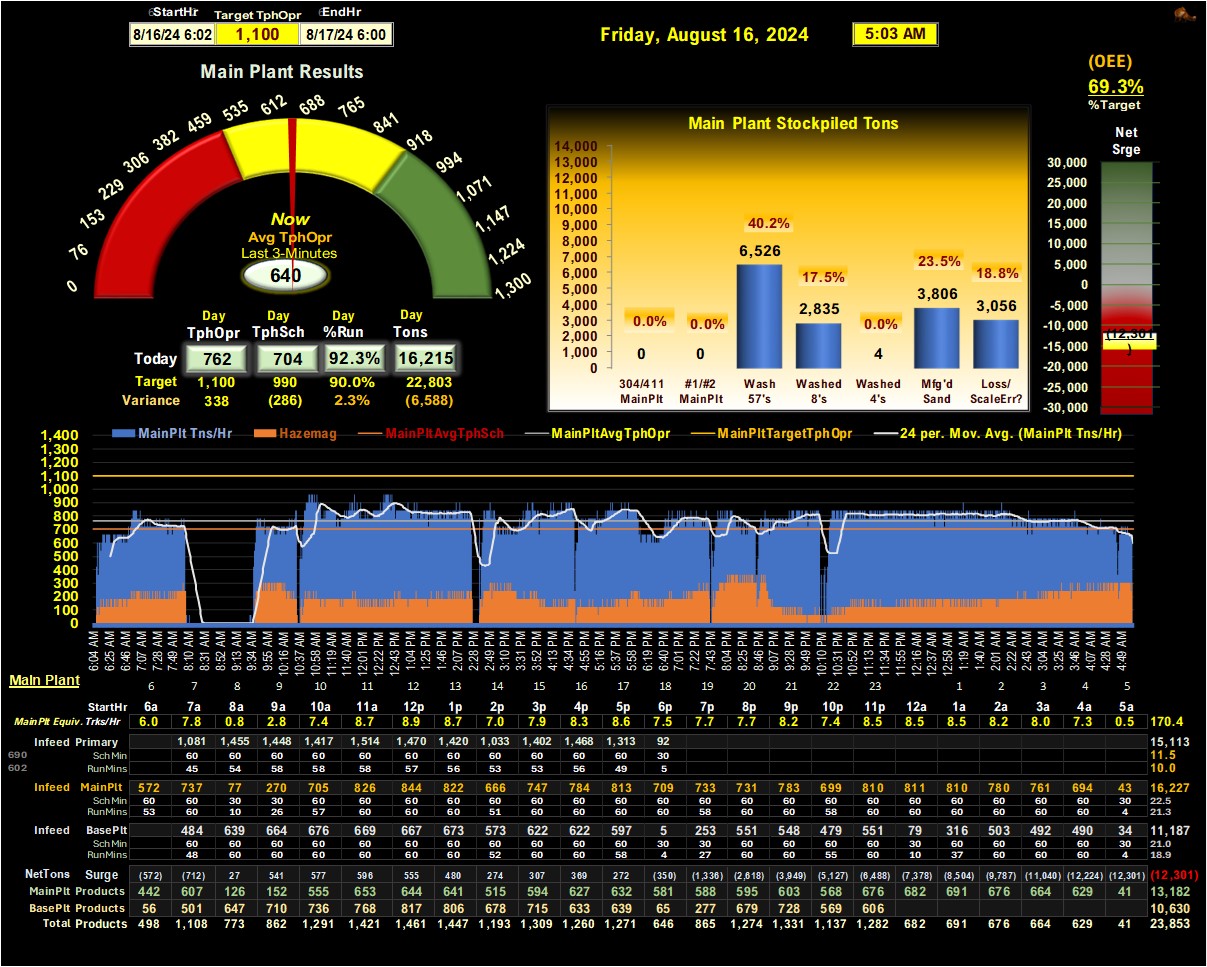 StartHr Target TphOpr EndHr
8/16/24 6:02 1,100 8/17/24 6:00
Friday, August 16, 2024 5:03 AM
(OEE)
69.3%
%Target
Main Plant Results
0 76 153 229 306 382 459 535 612 688 765 841 918 994 1,071 1,147 1,224 1,300
Now
Avg TphOpr
Last 3-Minutes
640
Day Day Day Day
TphOpr TphSch %Run Tons
Today 762 704 92.3% 16,215
Target 1,100 990 90.0% 22,803
Variance 338 (286) 2.3% (6,588)
Main Plant Stockpiled Tons
14,000
13,000
12,000
11,000
10,000
9,000
8,000
7,000
6,000
5,000
4,000
3,000
2,000
1,000
0
0.0% 0.0% 40.2% 17.5% 0.0% 23.5% 18.8%
0 0 6,526 2,835 4 3,806 3,056
304/411 #1/#2 Wash Washed Washed Mfg'd Loss/
MainPlt MainPlt 57's 8's 4's Sand ScaleErr?
Net
Srge
30,000
25,000
20,000
15,000
10,000
5,000
0
-5,000
-10,000
-15,000
-20,000
-25,000
-30,000
(12,301
)
MainPlt Tns/Hr Hazemag MainPltAvgTphSch MainPltAvgTphOpr MainPltTargetTphOpr 24 per. Mov. Avg. (MainPlt Tns/Hr)
1,400
1,300
1,200
1,100
1,000
900
800
700
600
500
400
300
200
100
0
6:04 AM 6:25 AM 6:46 AM 7:07 AM 7:28 AM 7:49 AM 8:10 AM 8:31 AM 8:52 AM 9:13 AM 9:34 AM 9:55 AM 10:16 AM 10:37 AM 10:58 AM 11:19 AM 11:40 AM 12:01 PM 12:22 PM 12:43 PM 1:04 PM 1:25 PM 1:46 PM 2:07 PM 2:28 PM 2:49 PM 3:10 PM 3:31 PM 3:52 PM 4:13 PM 4:34 PM 4:55 PM 5:16 PM 5:37 PM 5:58 PM 6:19 PM 6:40 PM 7:01 PM 7:22 PM 7:43 PM 8:04 PM 8:25 PM 8:46 PM 9:07 PM 9:28 PM 9:49 PM 10:10 PM 10:31 PM 10:52 PM 11:13 PM 11:34 PM 11:55 PM 12:16 AM 12:37 AM 12:58 AM 1:19 AM 1:40 AM 2:01 AM 2:22 AM 2:43 AM 3:04 AM 3:25 AM 3:46 AM 4:07 AM 4:28 AM 4:49 AM
Main Plant
6 7 8 9 10 11 12 13 14 15 16 17 18 19 20 21 22 23 1 2 3 4 5
StartHr 6a 7a 8a 9a 10a 11a 12p 1p 2p 3p 4p 5p 6p 7p 8p 9p 10p 11p 12a 1a 2a 3a 4a 5a
MainPlt Equiv. Trks/Hr 6.0 7.8 0.8 2.8 7.4 8.7 8.9 8.7 7.0 7.9 8.3 8.6 7.5 7.7 7.7 8.2 7.4 8.5 8.5 8.5 8.2 8.0 7.3 0.5 170.4
Infeed Primary 1,081 1,455 1,448 1,417 1,514 1,470 1,420 1,033 1,402 1,468 1,313 92 15,113
690 SchMin 60 60 60 60 60 60 60 60 60 60 60 30 11.5
602 RunMins 45 54 58 58 58 57 56 53 53 56 49 5 10.0
Infeed MainPlt 572 737 77 270 705 826 844 822 666 747 784 813 709 733 731 783 699 810 811 810 780 761 694 43 16,227
SchMin 60 60 30 30 60 60 60 60 60 60 60 60 60 60 60 60 60 60 60 60 60 60 60 30 22.5
RunMins 53 60 10 26 57 60 60 60 51 60 60 60 60 58 60 60 58 60 60 60 60 60 60 4 21.3
Infeed BasePlt 484 639 664 676 669 667 673 573 622 622 597 5 253 551 548 479 551 79 316 503 492 490 34 11,187
SchMin 60 60 60 60 60 60 60 60 60 60 60 30 30 60 60 60 60 30 60 60 60 60 30 21.0
RunMins 48 60 60 60 60 60 60 52 60 60 58 4 27 60 60 55 60 10 37 60 60 60 4 18.9
NetTons Surge (572) (712) 27 541 577 596 555 480 274 307 369 272 (350) (1,336) (2,618) (3,949) (5,127) (6,488) (7,378) (8,504) (9,787) (11,040) (12,224) (12,301) (12,301)
MainPlt Products 442 607 126 152 555 653 644 641 515 594 627 632 581 588 595 603 568 676 682 691 676 664 629 41 13,182
BasePlt Products 56 501 647 710 736 768 817 806 678 715 633 639 65 277 679 728 569 606 10,630
Total Products 498 1,108 773 862 1,291 1,421 1,461 1,447 1,193 1,309 1,260 1,271 646 865 1,274 1,331 1,137 1,282 682 691 676 664 629 41 23,853